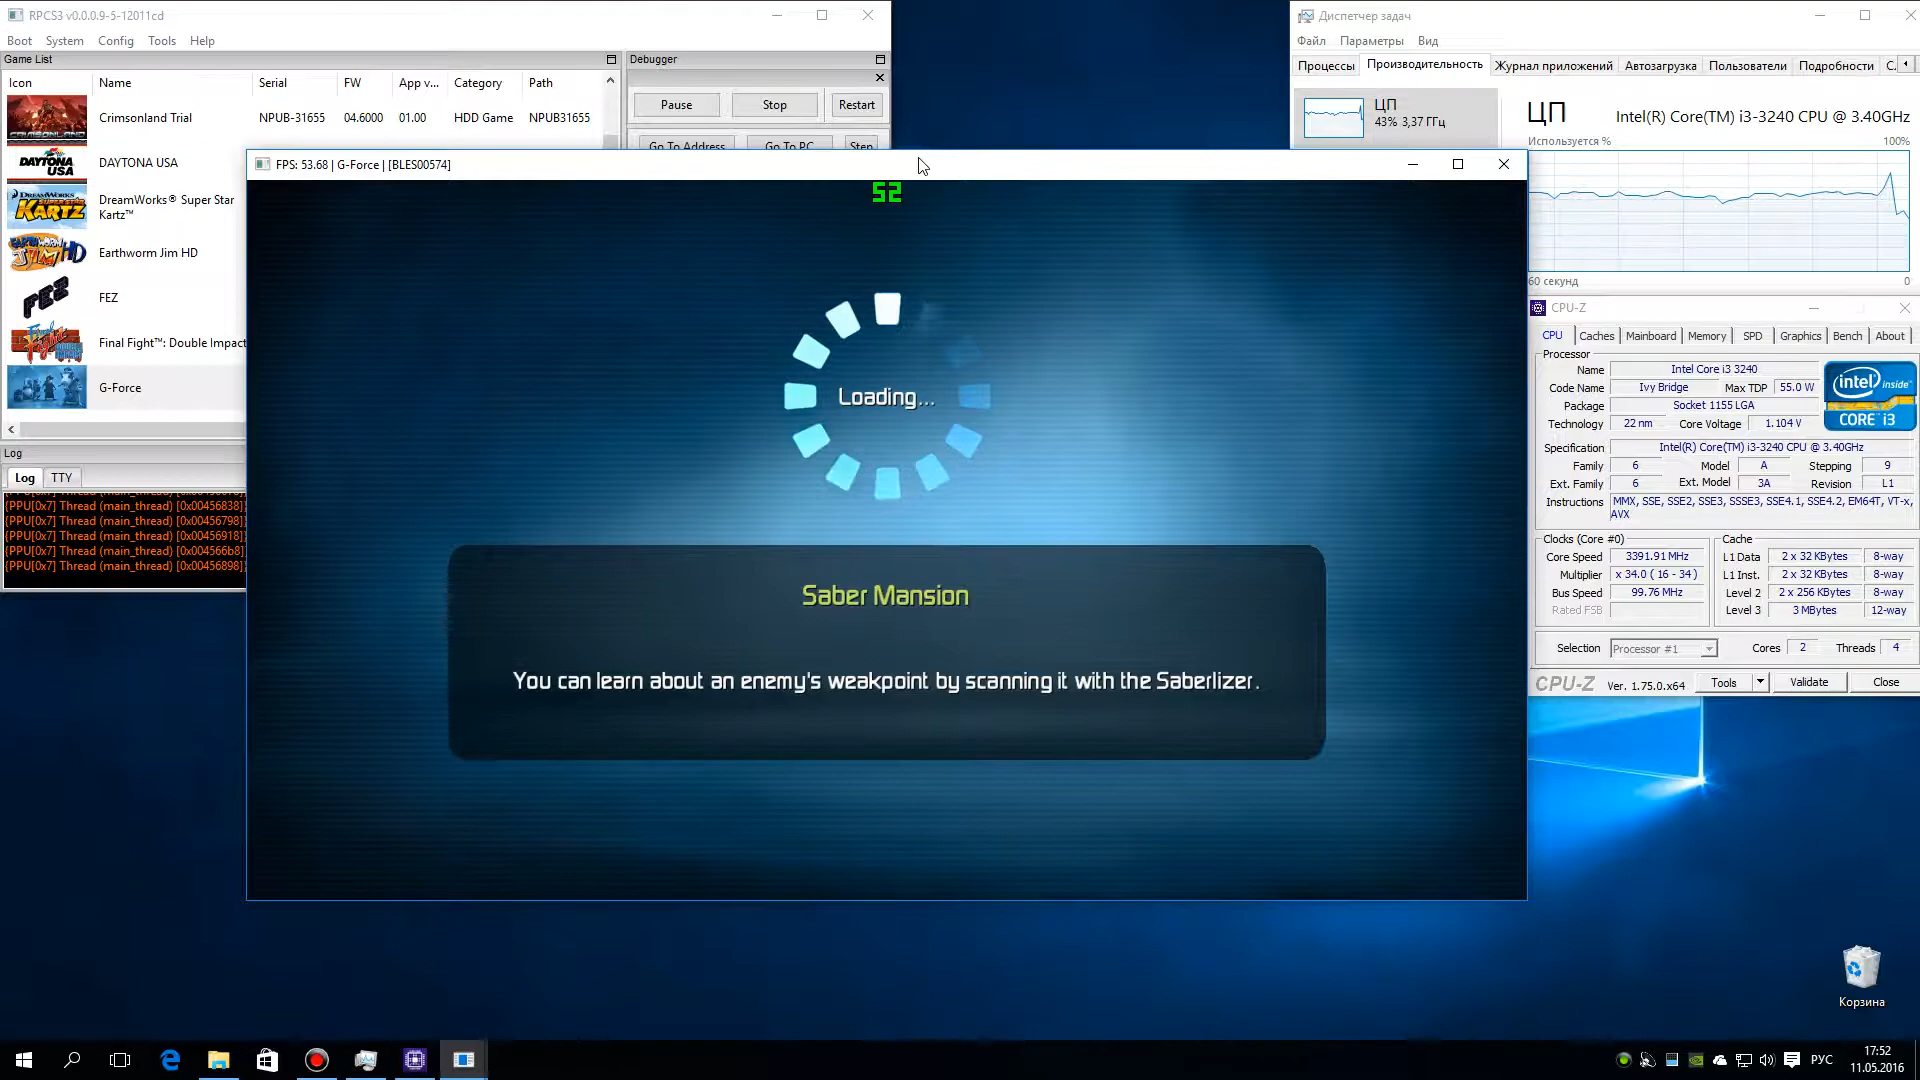 RPCS3 v0.0.0.9-5-12011cd
Boot System Config Tools Help
Game List
Icon Name Serial FW App v... Category Path
CRIMSONLAND
Crimsonland Trial NPUB-31655 04.6000 01.00 HDD Game NPUB31655
DAYTONA USA
DAYTONA USA
DREAMWORKS SUPER STAR KARTZ
DreamWorks® Super Star
Kartz™
EARTHWORM JIM HD
Earthworm Jim HD
FEZ
FEZ
Final Fight
Final Fight™: Double Impact
G-Force
Log
Log TTY
{PPU[0x7] Thread (main_thread) [0x00456838]
{PPU[0x7] Thread (main_thread) [0x00456798]
{PPU[0x7] Thread (main_thread) [0x00456918]
{PPU[0x7] Thread (main_thread) [0x004566b8]
{PPU[0x7] Thread (main_thread) [0x00456898]
Debugger
Pause Stop Restart
Go To Address Go To PC Step
FPS: 53.68 | G-Force | [BLES00574]
52
Loading...
Saber Mansion
You can learn about an enemy's weakpoint by scanning it with the Saberlizer.
Диспетчер задач
Файл Параметры Вид
Процессы Производительность Журнал приложений Автозагрузка Пользователи Подробности С.
ЦП
43% 3,37 ГГц
ЦП Intel(R) Core(TM) i3-3240 CPU @ 3.40GHz
Используется % 100%
60 секунд 0
CPU-Z
CPU Caches Mainboard Memory SPD Graphics Bench About
Processor
Name Intel Core i3 3240
Code Name Ivy Bridge Max TDP 55.0 W
Package Socket 1155 LGA
Technology 22 nm Core Voltage 1.104 V
intel inside
CORE i3
Specification Intel(R) Core(TM) i3-3240 CPU @ 3.40GHz
Family 6 Model A Stepping 9
Ext. Family 6 Ext. Model 3A Revision L1
Instructions MMX, SSE, SSE2, SSE3, SSSE3, SSE4.1, SSE4.2, EM64T, VT-x,
AVX
Clocks (Core #0) Cache
Core Speed 3391.91 MHz L1 Data 2 x 32 KBytes 8-way
Multiplier x 34.0 ( 16 - 34 ) L1 Inst. 2 x 32 KBytes 8-way
Bus Speed 99.76 MHz Level 2 2 x 256 KBytes 8-way
Rated FSB Level 3 3 MBytes 12-way
Selection Processor #1 Cores 2 Threads 4
CPU-Z Ver. 1.75.0.x64 Tools Validate Close
Корзина
РУС
17:52
11.05.2016